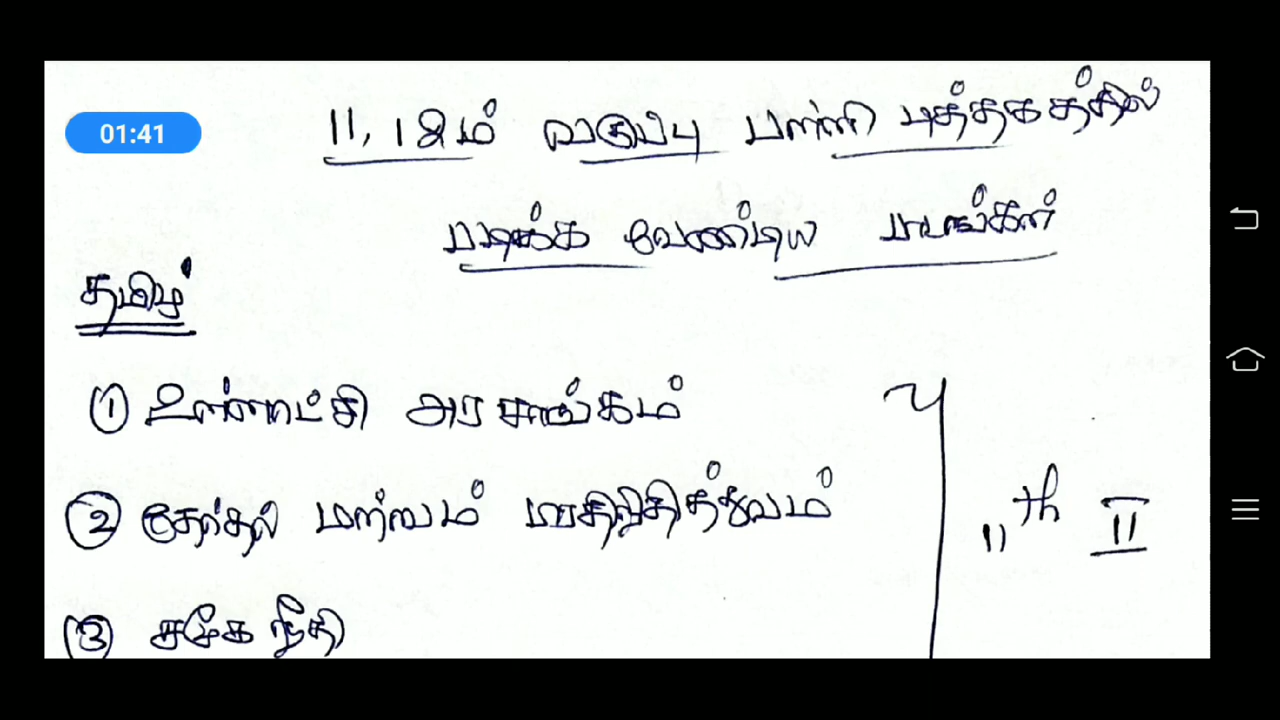 01:41
11, 12ம் வகுப்பு பள்ளி புத்தகத்தில்
படிக்க வேண்டிய பாடங்கள்
தமிழ்
① உள்ளாட்சி அரசாங்கம்
② தேர்தல் மற்றும் பிரதிநிதித்துவம்
11th II
③ சமூக நீதி